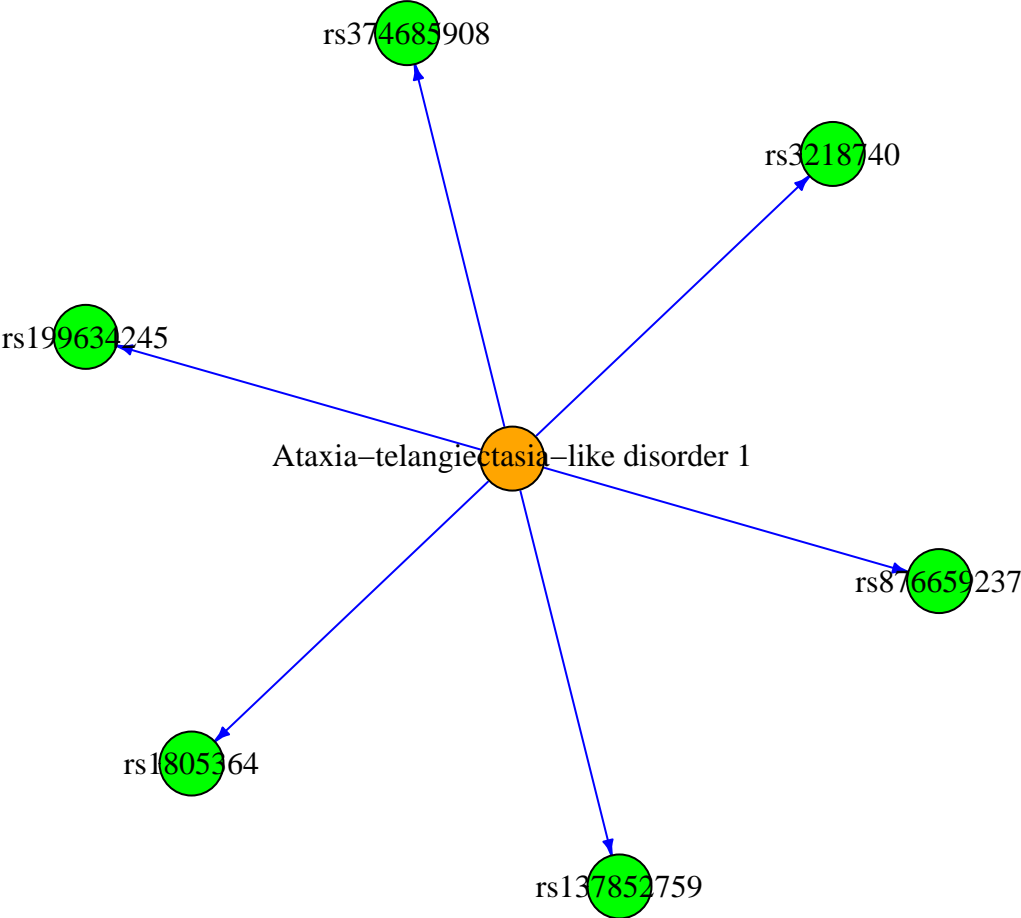 rs374685908
rs3218740
rs199634245
Ataxia−telangiectasia−like disorder 1
rs876659237
rs1805364
rs137852759